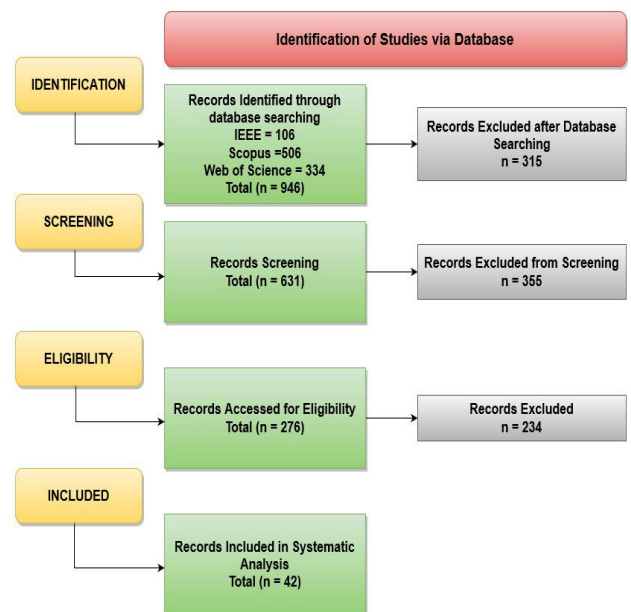 Identification of Studies via Database
IDENTIFICATION
Records Identified through
database searching
IEEE = 106
Scopus =506
Web of Science = 334
Total (n = 946)
Records Excluded after Database
Searching
n = 315
SCREENING
Records Screening
Total (n = 631)
Records Excluded from Screening
n = 355
ELIGIBILITY
Records Accessed for Eligibility
Total (n = 276)
Records Excluded
n = 234
INCLUDED
Records Included in Systematic
Analysis
Total (n = 42)